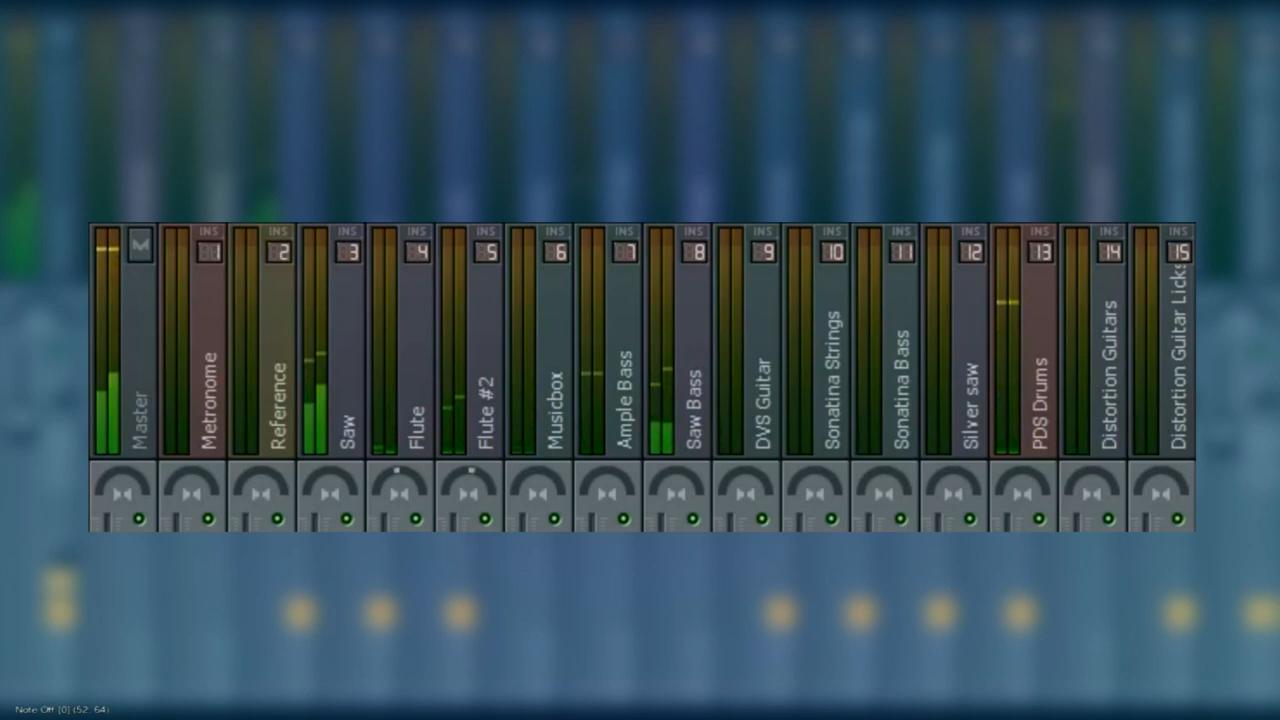 INS INS INS INS INS INS INS INS INS INS INS INS INS INS INS
1 2 3 4 5 6 7 8 9 10 11 12 13 14 15
Master
Metronome
Reference
Saw
Flute
Flute #2
Musicbox
Ample Bass
Saw Bass
DVS Guitar
Sonatina Strings
Sonatina Bass
Silver saw
PDS Drums
Distortion Guitars
Distortion Guitar Licks
Note Off [0] (52, 64)